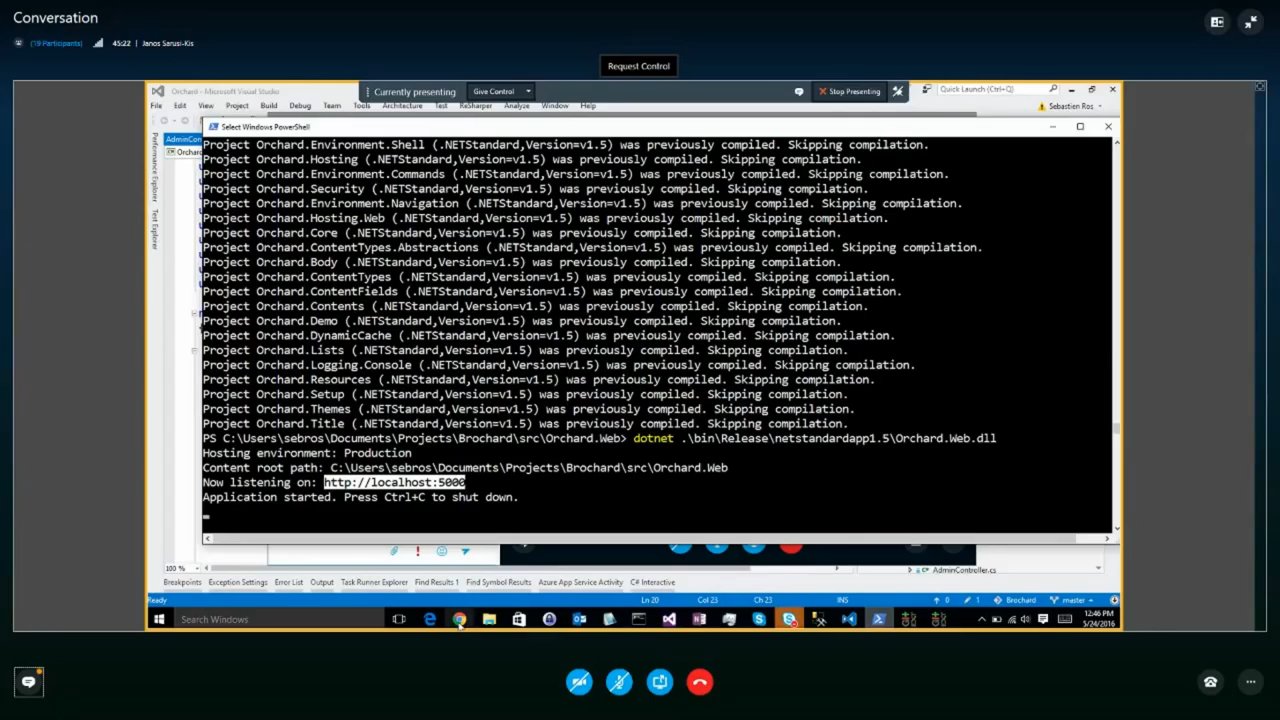 Conversation
(19 Participants) 45:22 | Janos Sarusi-Kis
Request Control
Orchard - Microsoft Visual Studio
Currently presenting Give Control Stop Presenting Quick Launch (Ctrl+Q)
File Edit View Project Build Debug Team Tools Architecture Test ReSharper Analyze Window Help Sebastien Ros
Select Windows PowerShell
AdminCon
Orchard
Performance Explorer
Test Explorer
Project Orchard.Environment.Shell (.NETStandard,Version=v1.5) was previously compiled. Skipping compilation.
Project Orchard.Hosting (.NETStandard,Version=v1.5) was previously compiled. Skipping compilation.
Project Orchard.Environment.Commands (.NETStandard,Version=v1.5) was previously compiled. Skipping compilation.
Project Orchard.Security (.NETStandard,Version=v1.5) was previously compiled. Skipping compilation.
Project Orchard.Environment.Navigation (.NETStandard,Version=v1.5) was previously compiled. Skipping compilation.
Project Orchard.Hosting.Web (.NETStandard,Version=v1.5) was previously compiled. Skipping compilation.
Project Orchard.Core (.NETStandard,Version=v1.5) was previously compiled. Skipping compilation.
Project Orchard.ContentTypes.Abstractions (.NETStandard,Version=v1.5) was previously compiled. Skipping compilation.
Project Orchard.Body (.NETStandard,Version=v1.5) was previously compiled. Skipping compilation.
Project Orchard.ContentTypes (.NETStandard,Version=v1.5) was previously compiled. Skipping compilation.
Project Orchard.ContentFields (.NETStandard,Version=v1.5) was previously compiled. Skipping compilation.
Project Orchard.Contents (.NETStandard,Version=v1.5) was previously compiled. Skipping compilation.
Project Orchard.Demo (.NETStandard,Version=v1.5) was previously compiled. Skipping compilation.
Project Orchard.DynamicCache (.NETStandard,Version=v1.5) was previously compiled. Skipping compilation.
Project Orchard.Lists (.NETStandard,Version=v1.5) was previously compiled. Skipping compilation.
Project Orchard.Logging.Console (.NETStandard,Version=v1.5) was previously compiled. Skipping compilation.
Project Orchard.Resources (.NETStandard,Version=v1.5) was previously compiled. Skipping compilation.
Project Orchard.Setup (.NETStandard,Version=v1.5) was previously compiled. Skipping compilation.
Project Orchard.Themes (.NETStandard,Version=v1.5) was previously compiled. Skipping compilation.
Project Orchard.Title (.NETStandard,Version=v1.5) was previously compiled. Skipping compilation.
PS C:\Users\sebros\Documents\Projects\Brochard\src\Orchard.Web> dotnet .\bin\Release\netstandardapp1.5\Orchard.Web.dll
Hosting environment: Production
Content root path: C:\Users\sebros\Documents\Projects\Brochard\src\Orchard.Web
Now listening on: http://localhost:5000
Application started. Press Ctrl+C to shut down.
100 % AdminController.cs
Breakpoints Exception Settings Error List Output Task Runner Explorer Find Results 1 Find Symbol Results Azure App Service Activity C# Interactive
Ready Ln 20 Col 23 Ch 23 INS 0 1 Brochard master
Search Windows 12:46 PM
5/24/2016